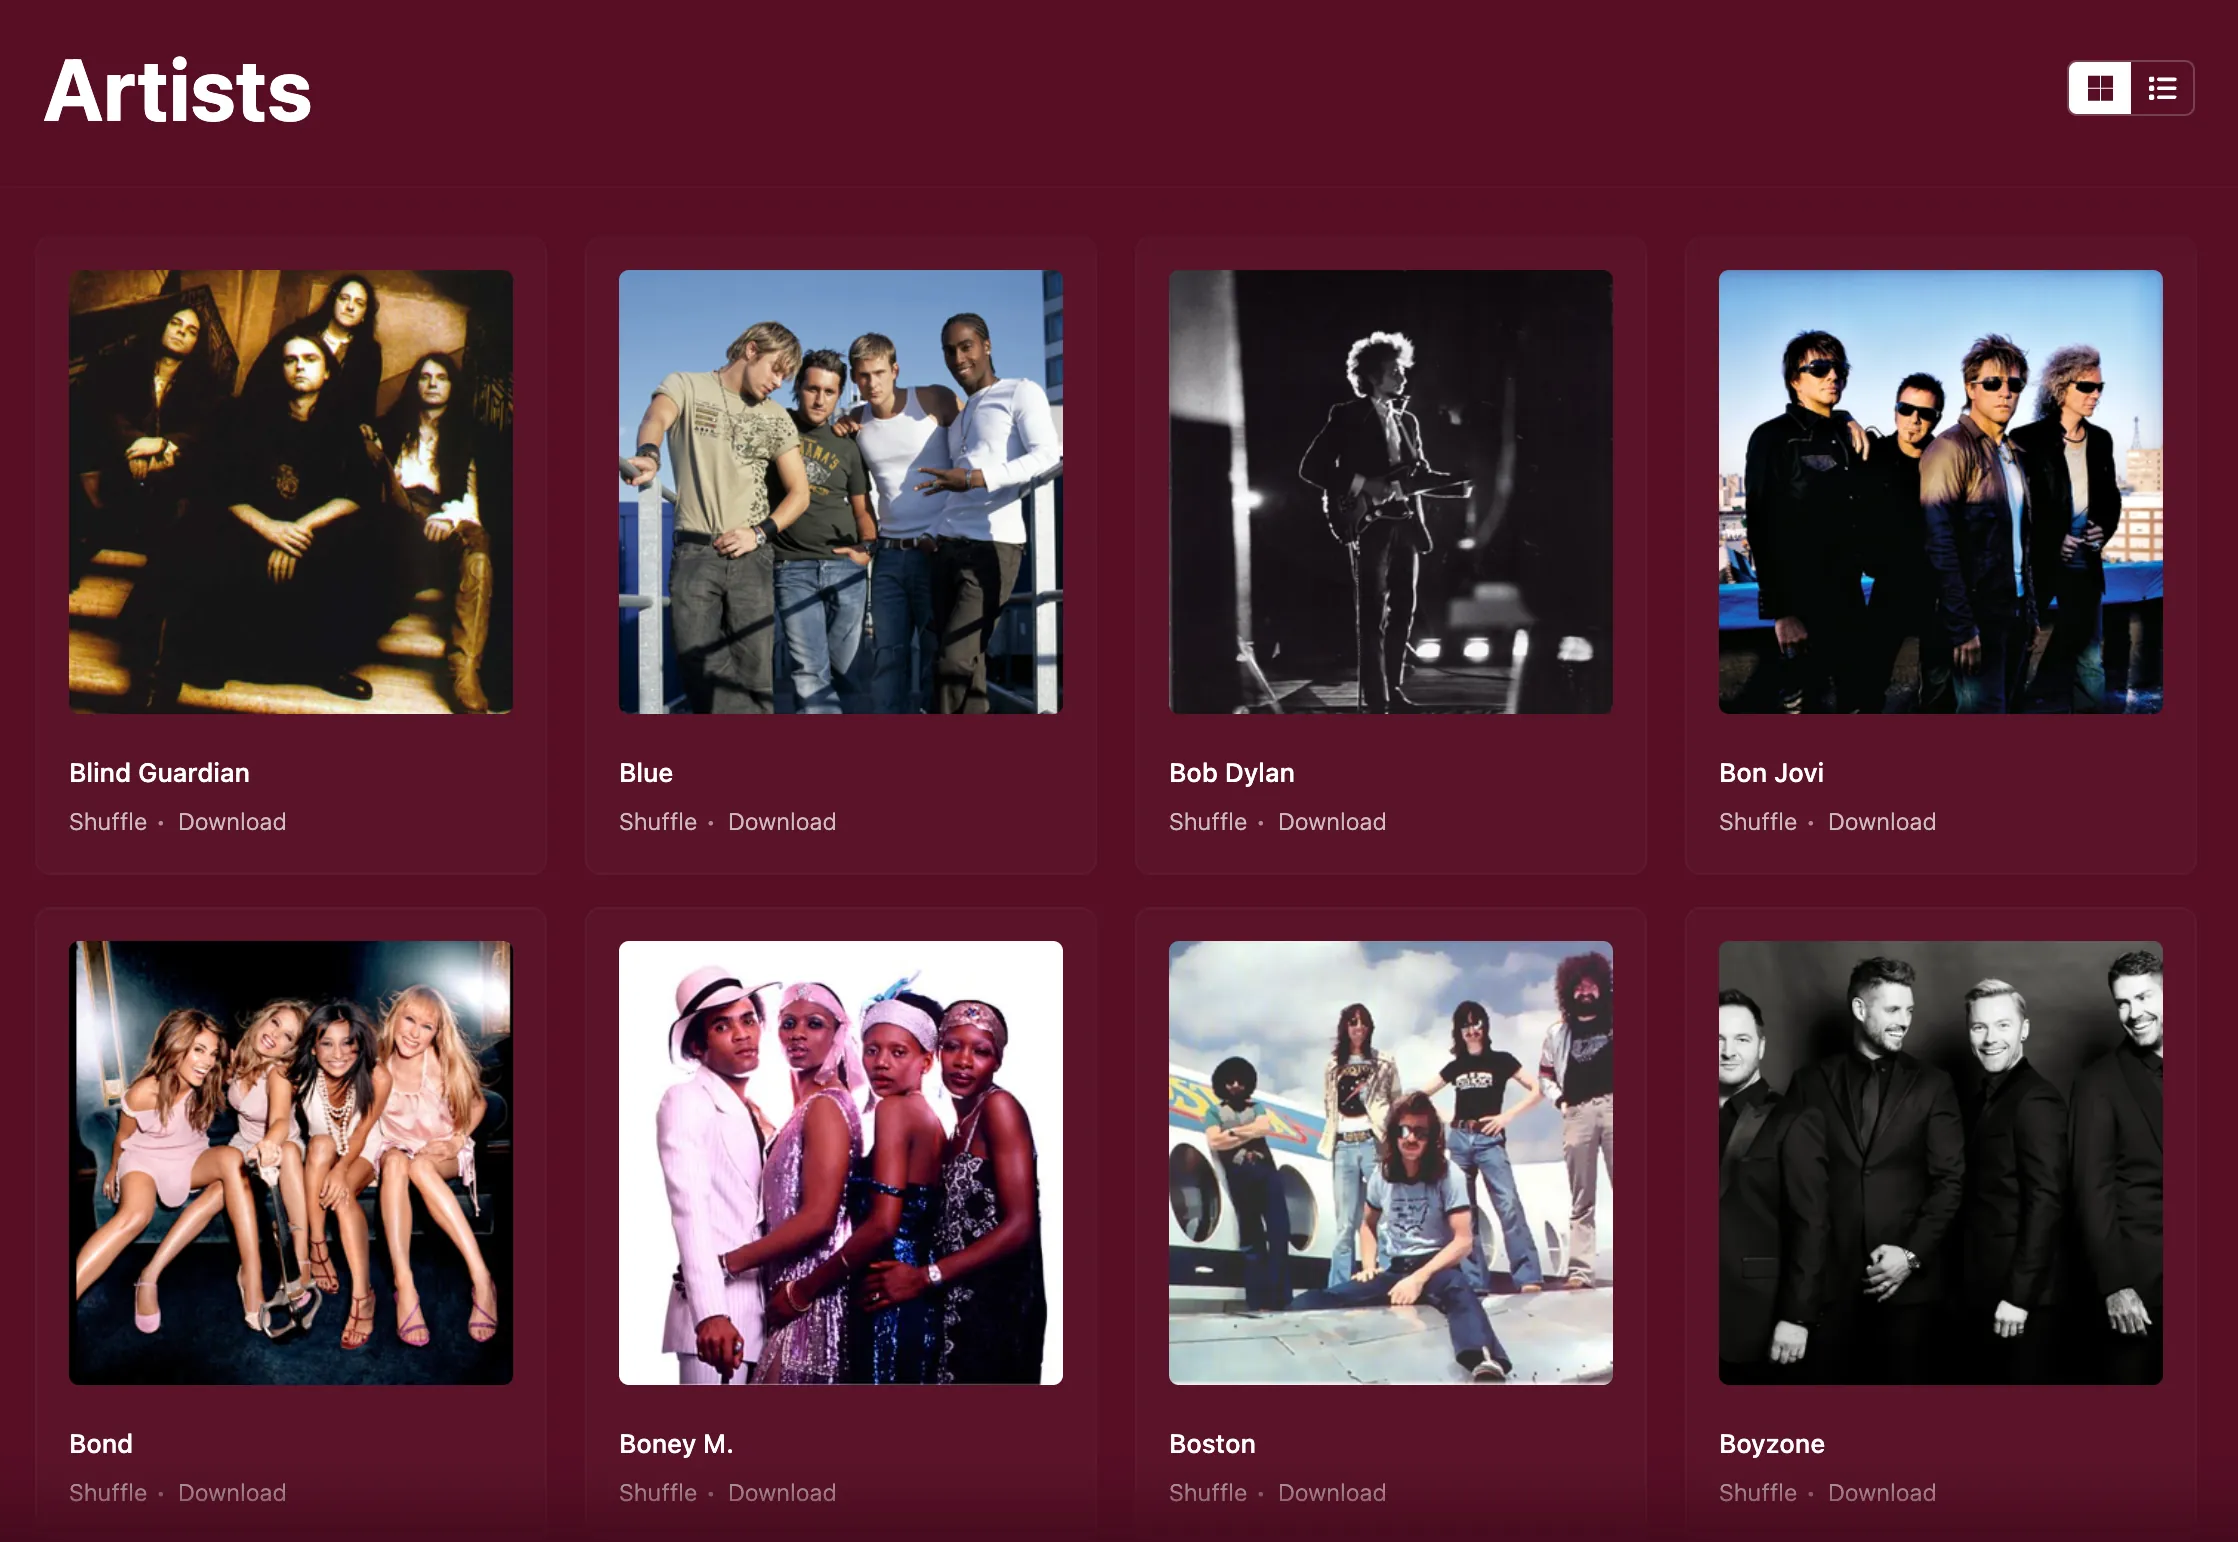 Artists
Blind Guardian
Shuffle • Download
Blue
Shuffle • Download
Bob Dylan
Shuffle • Download
Bon Jovi
Shuffle • Download
Bond
Shuffle • Download
Boney M.
Shuffle • Download
Boston
Shuffle • Download
Boyzone
Shuffle • Download